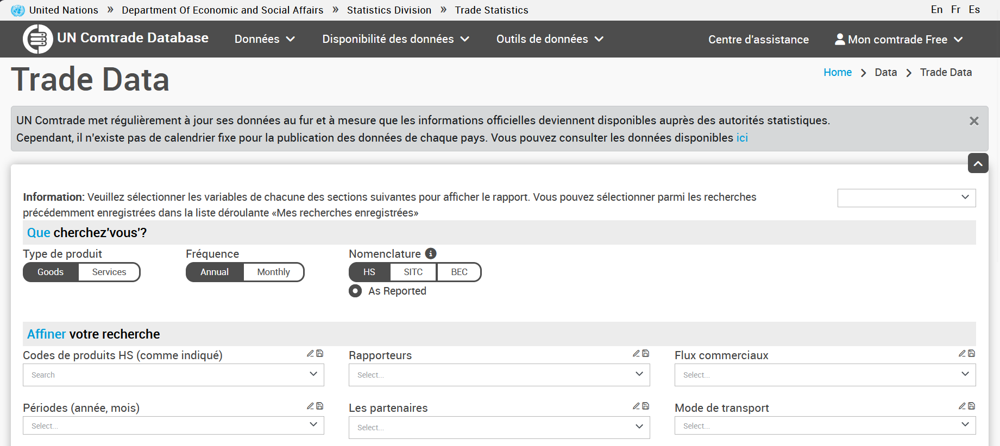 United Nations » Department Of Economic and Social Affairs » Statistics Division » Trade Statistics
En Fr Es
UN Comtrade Database
Données
Disponibilité des données
Outils de données
Centre d'assistance
Mon comtrade Free
Trade Data
Home > Data > Trade Data
UN Comtrade met régulièrement à jour ses données au fur et à mesure que les informations officielles deviennent disponibles auprès des autorités statistiques.
Cependant, il n'existe pas de calendrier fixe pour la publication des données de chaque pays. Vous pouvez consulter les données disponibles ici
Information: Veuillez sélectionner les variables de chacune des sections suivantes pour afficher le rapport. Vous pouvez sélectionner parmi les recherches
précédemment enregistrées dans la liste déroulante «Mes recherches enregistrées»
Que cherchez'vous'?
Type de produit
Fréquence
Nomenclature
Goods Services
Annual Monthly
HS SITC BEC
As Reported
Affiner votre recherche
Codes de produits HS (comme indiqué)
Rapporteurs
Flux commerciaux
Search
Select...
Select...
Périodes (année, mois)
Les partenaires
Mode de transport
Select...
Select...
Select...